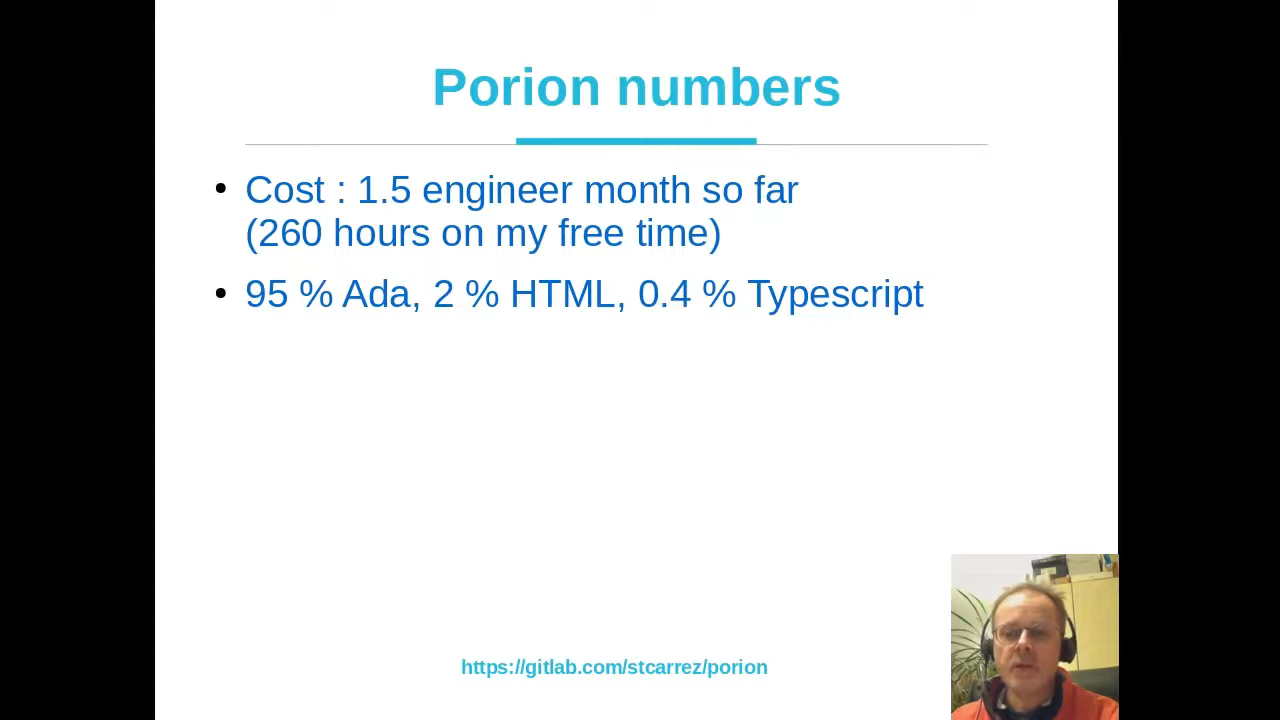 Porion numbers
• Cost : 1.5 engineer month so far
(260 hours on my free time)
• 95 % Ada, 2 % HTML, 0.4 % Typescript
https://gitlab.com/stcarrez/porion